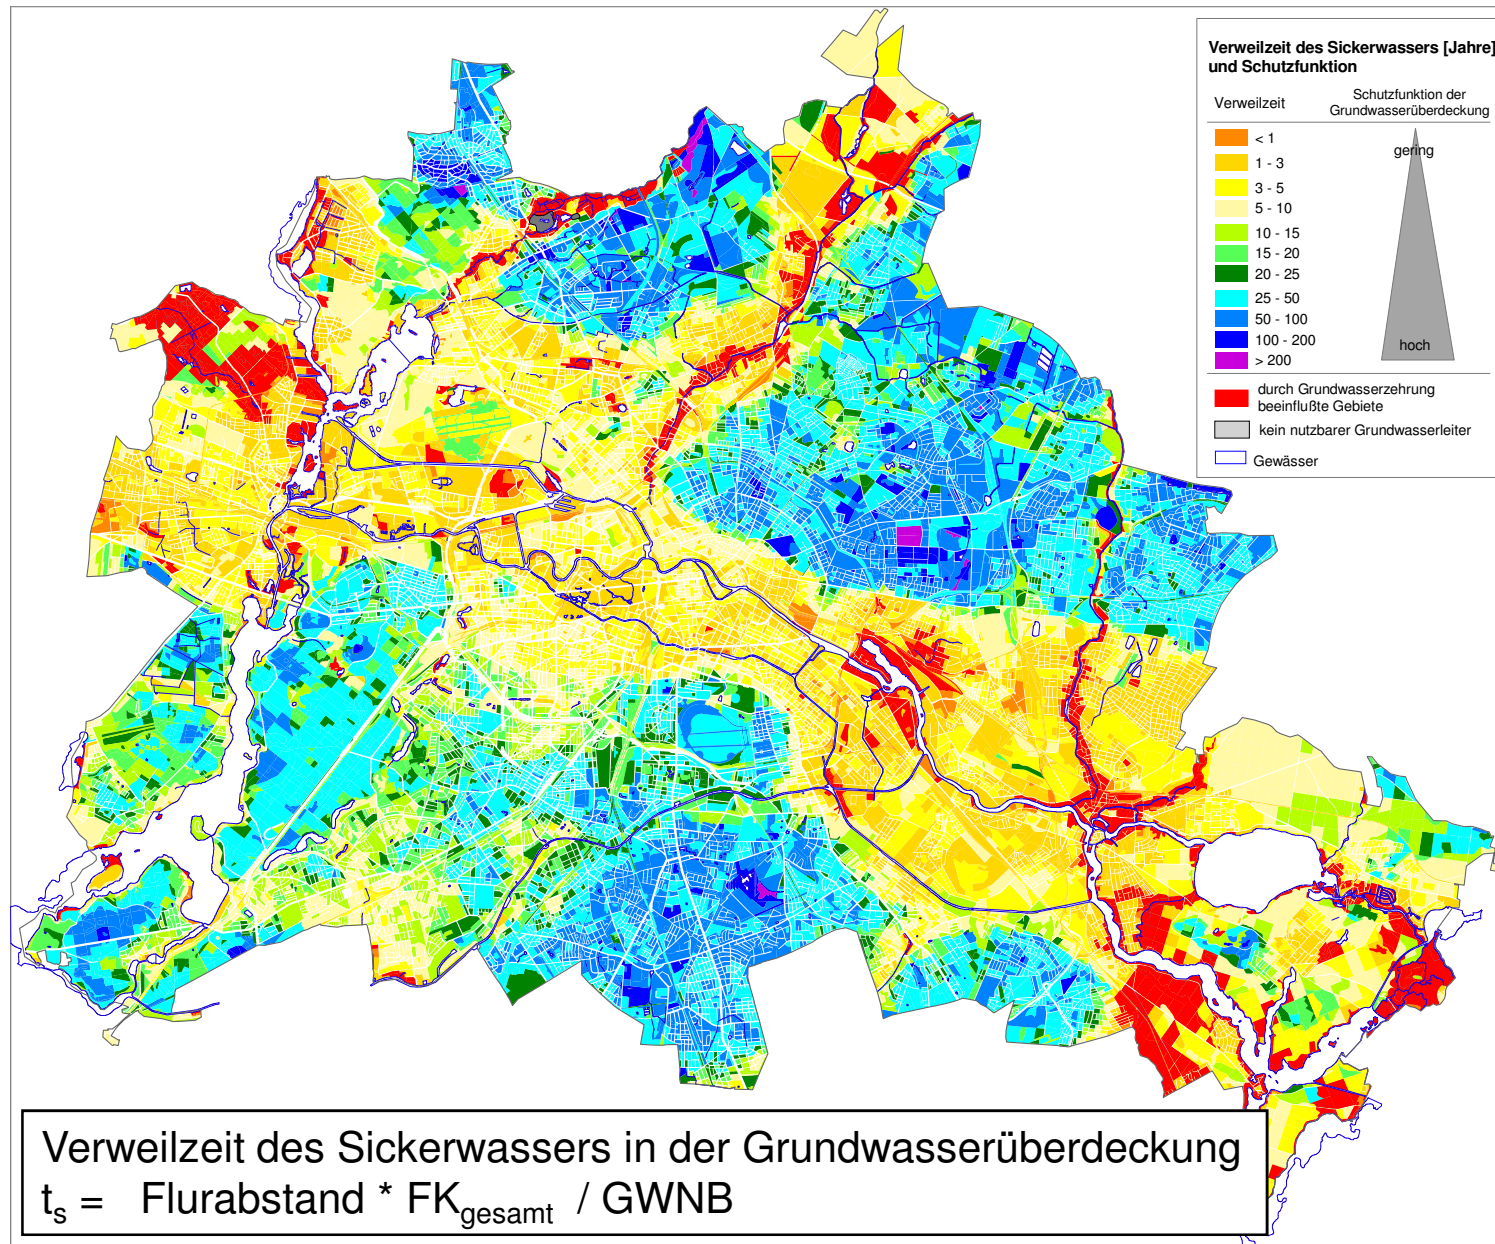 Verweilzeit des Sickerwassers [Jahre]
und Schutzfunktion
Verweilzeit
Schutzfunktion der
Grundwasserüberdeckung
< 1
1 - 3
3 - 5
5 - 10
10 - 15
15 - 20
20 - 25
25 - 50
50 - 100
100 - 200
> 200
gering
hoch
durch Grundwasserzehrung
beeinflußte Gebiete
kein nutzbarer Grundwasserleiter
Gewässer
Verweilzeit des Sickerwassers in der Grundwasserüberdeckung
ts = Flurabstand * FKgesamt / GWNB